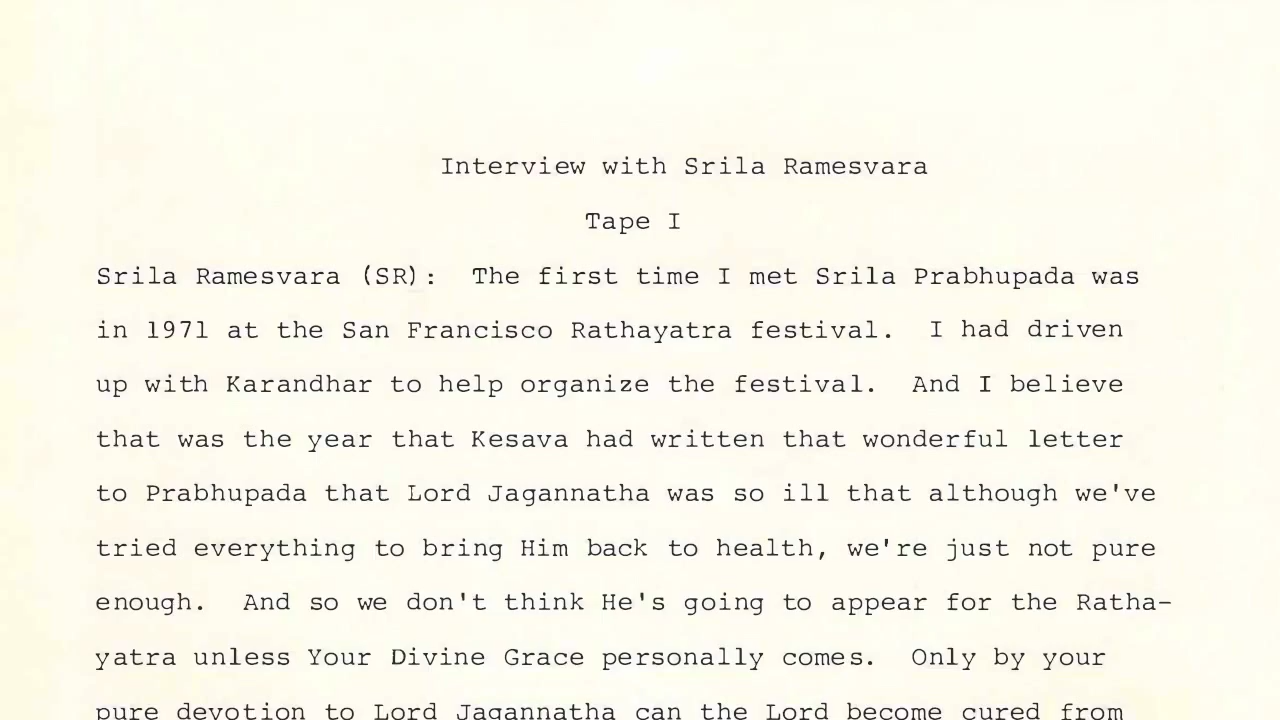 Interview with Srila Ramesvara
Tape I
Srila Ramesvara (SR):  The first time I met Srila Prabhupada was
in 1971 at the San Francisco Rathayatra festival.  I had driven
up with Karandhar to help organize the festival.  And I believe
that was the year that Kesava had written that wonderful letter
to Prabhupada that Lord Jagannatha was so ill that although we've
tried everything to bring Him back to health, we're just not pure
enough.  And so we don't think He's going to appear for the Ratha-
yatra unless Your Divine Grace personally comes.  Only by your
pure devotion to Lord Jagannatha can the Lord become cured from